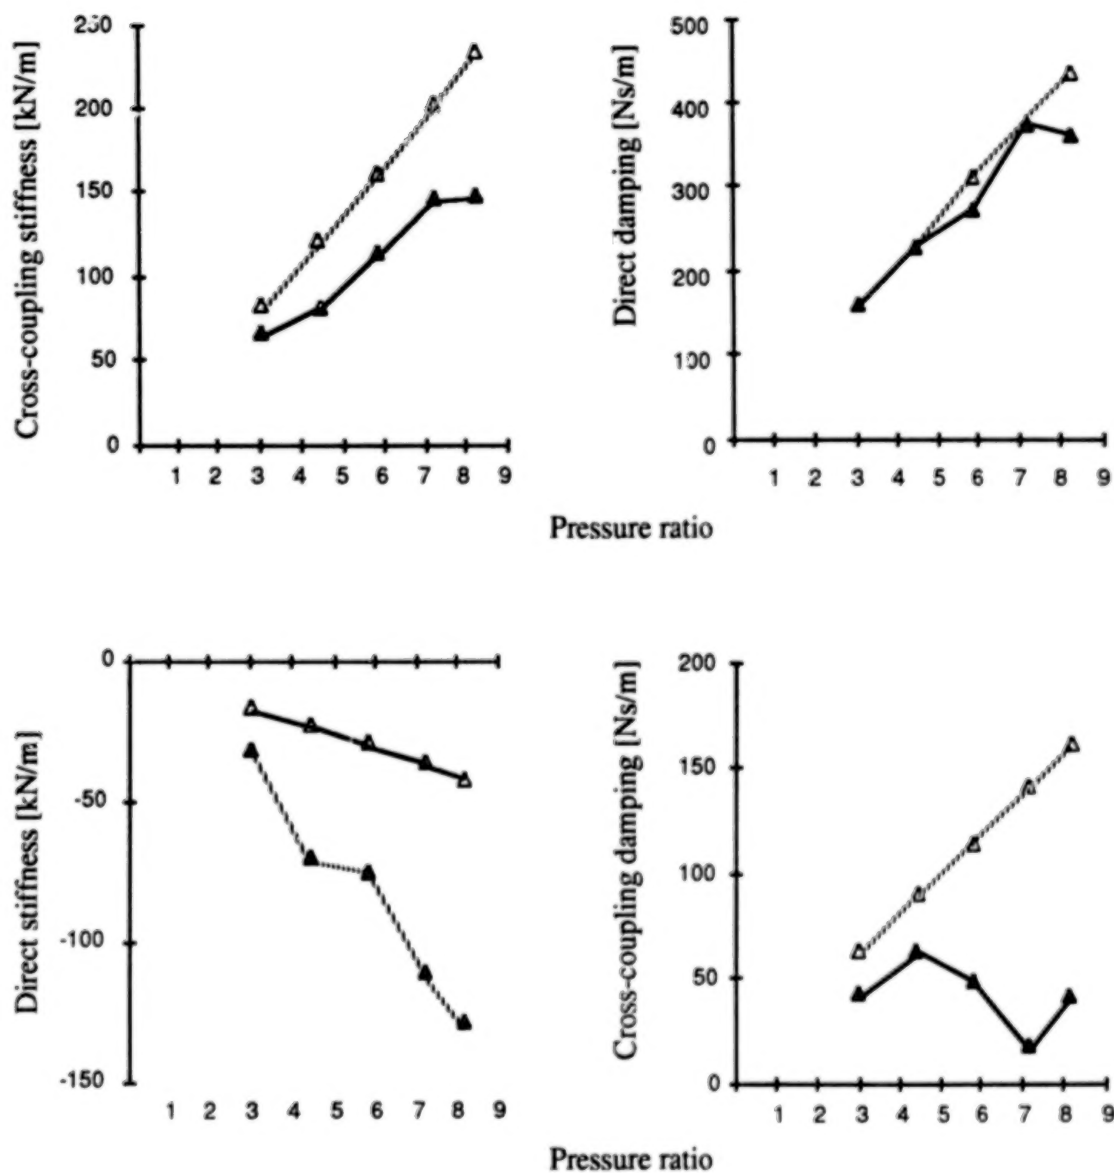 Cross-coupling stiffness [kN/m]
250
200
150
100
50
0
1 2 3 4 5 6 7 8 9
Direct damping [Ns/m]
500
400
300
200
100
0
1 2 3 4 5 6 7 8 9
Pressure ratio
Direct stiffness [kN/m]
0
-50
-100
-150
1 2 3 4 5 6 7 8 9
Cross-coupling damping [Ns/m]
200
150
100
50
0
1 2 3 4 5 6 7 8 9
Pressure ratio